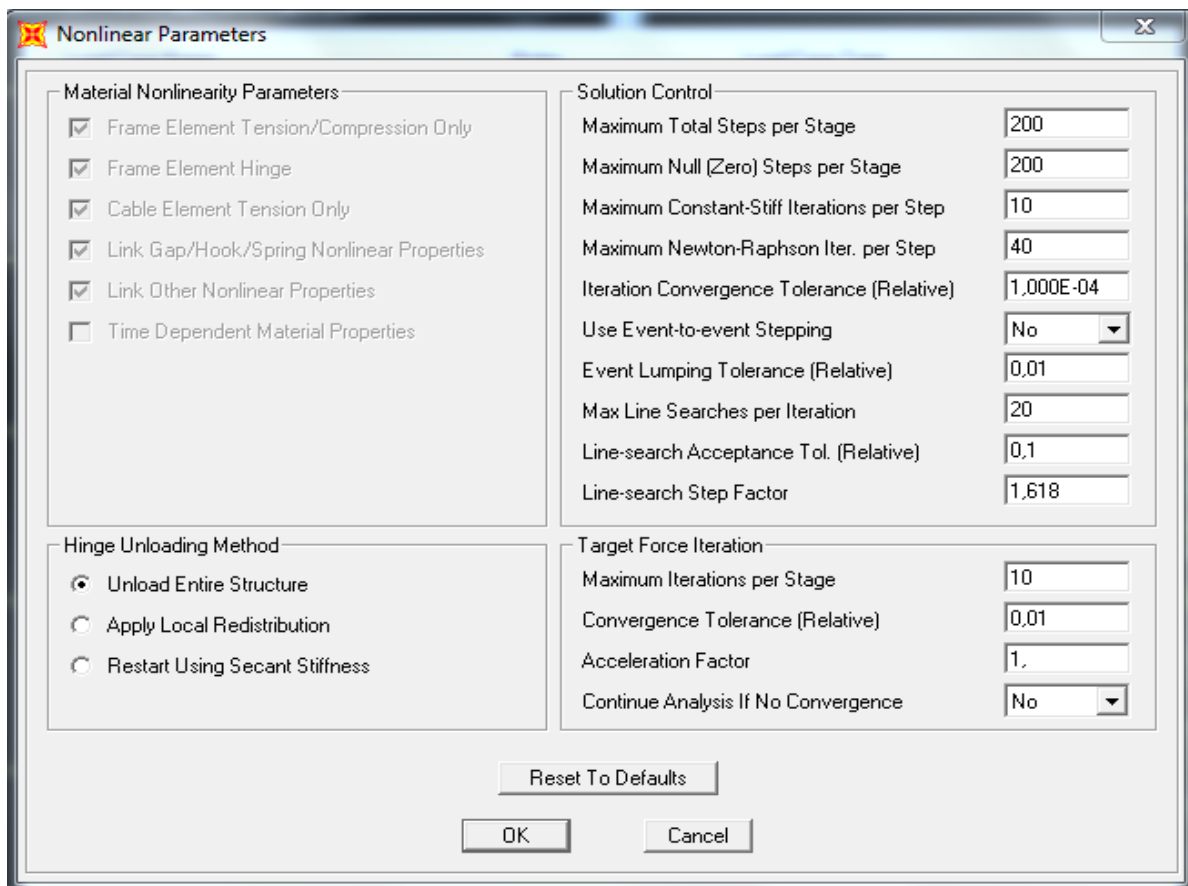 Nonlinear Parameters
Material Nonlinearity Parameters
Frame Element Tension/Compression Only
Frame Element Hinge
Cable Element Tension Only
Link Gap/Hook/Spring Nonlinear Properties
Link Other Nonlinear Properties
Time Dependent Material Properties
Solution Control
Maximum Total Steps per Stage 200
Maximum Null (Zero) Steps per Stage 200
Maximum Constant-Stiff Iterations per Step 10
Maximum Newton-Raphson Iter. per Step 40
Iteration Convergence Tolerance (Relative) 1,000E-04
Use Event-to-event Stepping No
Event Lumping Tolerance (Relative) 0,01
Max Line Searches per Iteration 20
Line-search Acceptance Tol. (Relative) 0,1
Line-search Step Factor 1,618
Hinge Unloading Method
Unload Entire Structure
Apply Local Redistribution
Restart Using Secant Stiffness
Target Force Iteration
Maximum Iterations per Stage 10
Convergence Tolerance (Relative) 0,01
Acceleration Factor 1,
Continue Analysis If No Convergence No
Reset To Defaults
OK Cancel